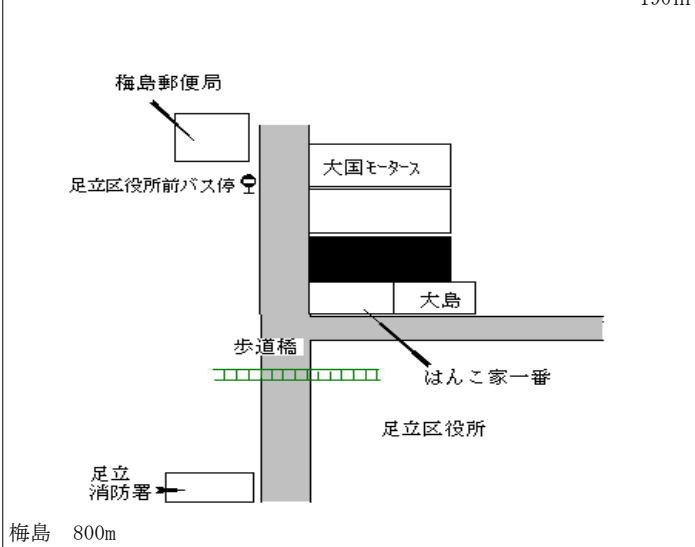 梅島郵便局
大国モータース
足立区役所前バス停
大島
歩道橋
はんこ家一番
足立区役所
足立
消防署
梅島 800m